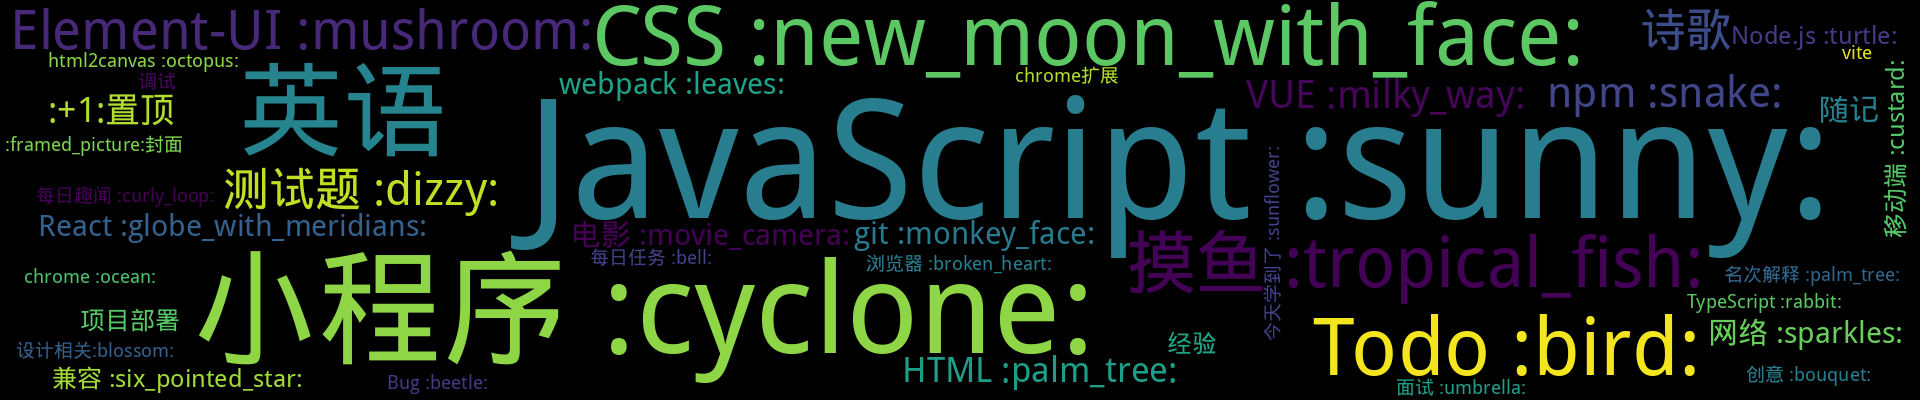 Element-UI :mushroom:
CSS :new_moon_with_face:
诗歌
Node.js :turtle:
vite
html2canvas :octopus:
调试
webpack :leaves:
chrome扩展
VUE :milky_way:
npm :snake:
随记
移动端 :custard:
:+1:置顶
英语
JavaScript :sunny:
:framed_picture:封面
测试题 :dizzy:
每日趣闻 :curly_loop:
React :globe_with_meridians:
电影 :movie_camera:
git :monkey_face:
今天学到了 :sunflower:
摸鱼 :tropical_fish:
每日任务 :bell:
浏览器 :broken_heart:
chrome :ocean:
小程序 :cyclone:
名次解释 :palm_tree:
TypeScript :rabbit:
项目部署
Todo :bird:
网络 :sparkles:
经验
设计相关:blossom:
HTML :palm_tree:
兼容 :six_pointed_star:
Bug :beetle:
面试 :umbrella:
创意 :bouquet: